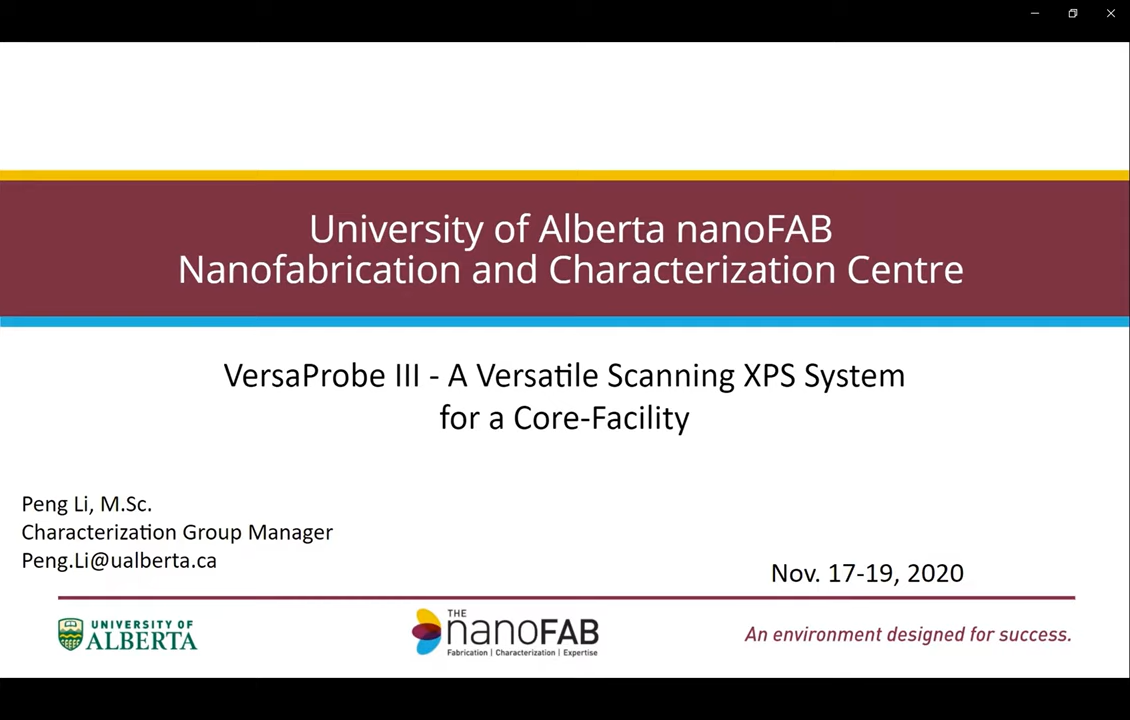 University of Alberta nanoFAB
Nanofabrication and Characterization Centre
VersaProbe III - A Versatile Scanning XPS System
for a Core-Facility
Peng Li, M.Sc.
Characterization Group Manager
Peng.Li@ualberta.ca
Nov. 17-19, 2020
UNIVERSITY OF
ALBERTA
THE
nanoFAB
Fabrication | Characterization | Expertise
An environment designed for success.